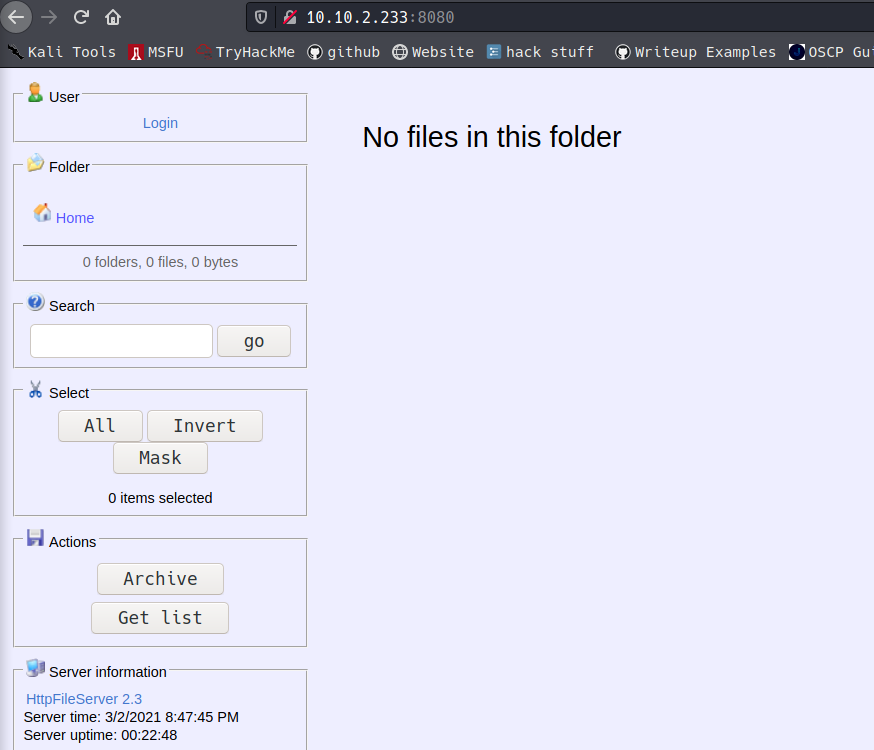 10.10.2.233:8080
Kali Tools MSFU TryHackMe github Website hack stuff Writeup Examples OSCP
User
Login
Folder
Home
0 folders, 0 files, 0 bytes
Search
go
Select
All Invert
Mask
0 items selected
Actions
Archive
Get list
Server information
HttpFileServer 2.3
Server time: 3/2/2021 8:47:45 PM
Server uptime: 00:22:48
No files in this folder